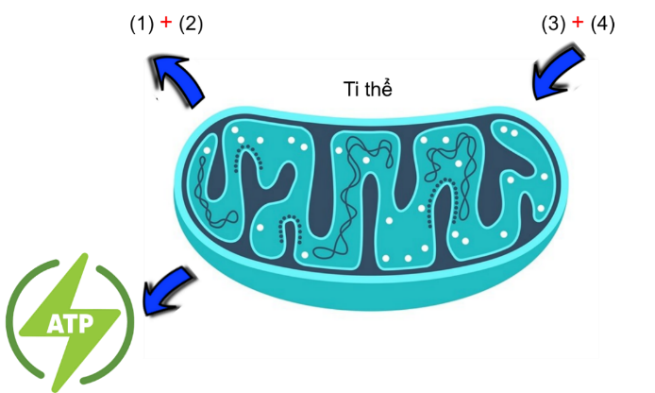 (1) + (2)
(3) + (4)
Ti thể
ATP